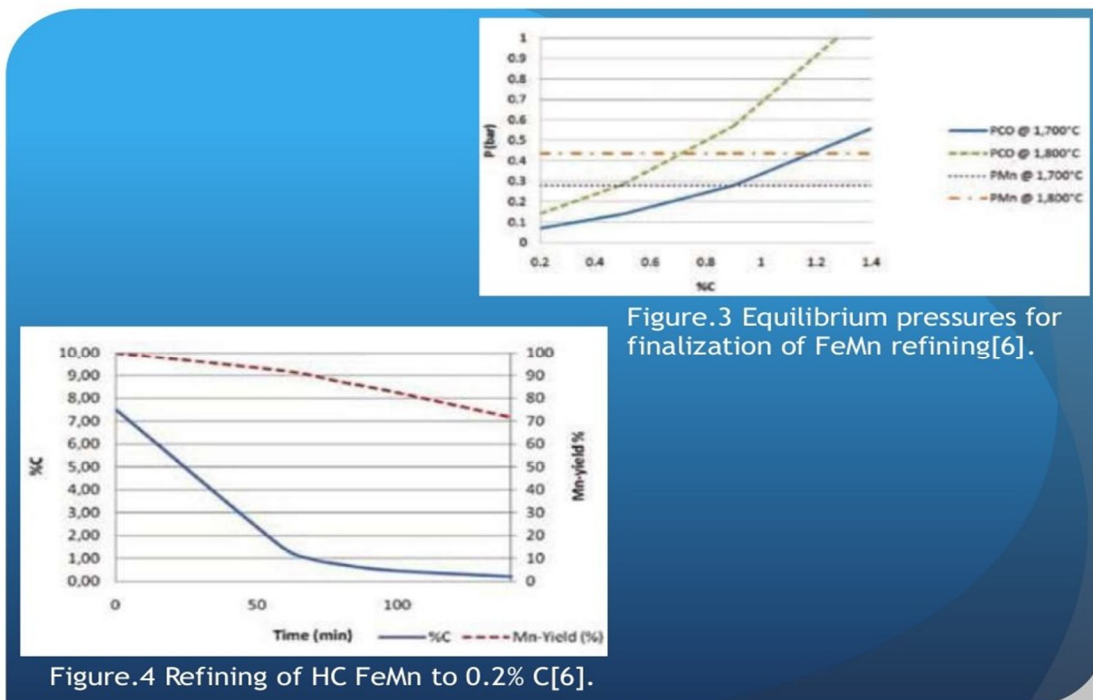 1
0.9
0.8
0.7
0.6
0.5
0.4
0.3
0.2
0.1
0
P(bar)
0.2 0.4 0.6 0.8 1 1.2 1.4
%C
PCO @ 1,700°C
PCO @ 1,800°C
PMn @ 1,700°C
PMn @ 1,800°C
Figure.3 Equilibrium pressures for
finalization of FeMn refining[6].
10,00 100
9,00 90
8,00 80
7,00 70
6,00 60
5,00 50
4,00 40
3,00 30
2,00 20
1,00 10
0,00 0
%C
Mn-yield %
0 50 100
Time (min) %C Mn-Yield (%)
Figure.4 Refining of HC FeMn to 0.2% C[6].